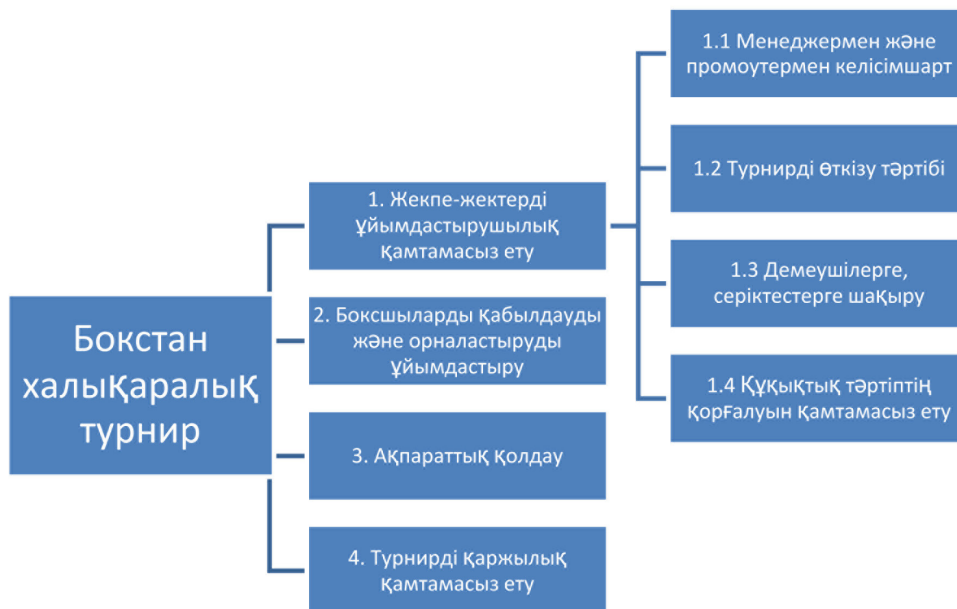 Бокстан
халықаралық
турнир
1. Жекпе-жектерді
ұйымдастырушылық
қамтамасыз ету
2. Боксшыларды қабылдауды
және орналастыруды
ұйымдастыру
3. Ақпараттық қолдау
4. Турнирді қаржылық
қамтамасыз ету
1.1 Менеджермен және
промоутермен келісімшарт
1.2 Турнирді өткізу тәртібі
1.3 Демеушілерге,
серіктестерге шақыру
1.4 Құқықтық тәртіптің
қорғалуын қамтамасыз ету